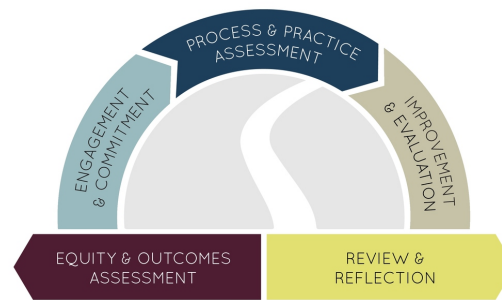 PROCESS & PRACTICE
ASSESSMENT
ENGAGEMENT
& COMMITMENT
IMPROVEMENT
& EVALUATION
EQUITY & OUTCOMES
ASSESSMENT
REVIEW &
REFLECTION